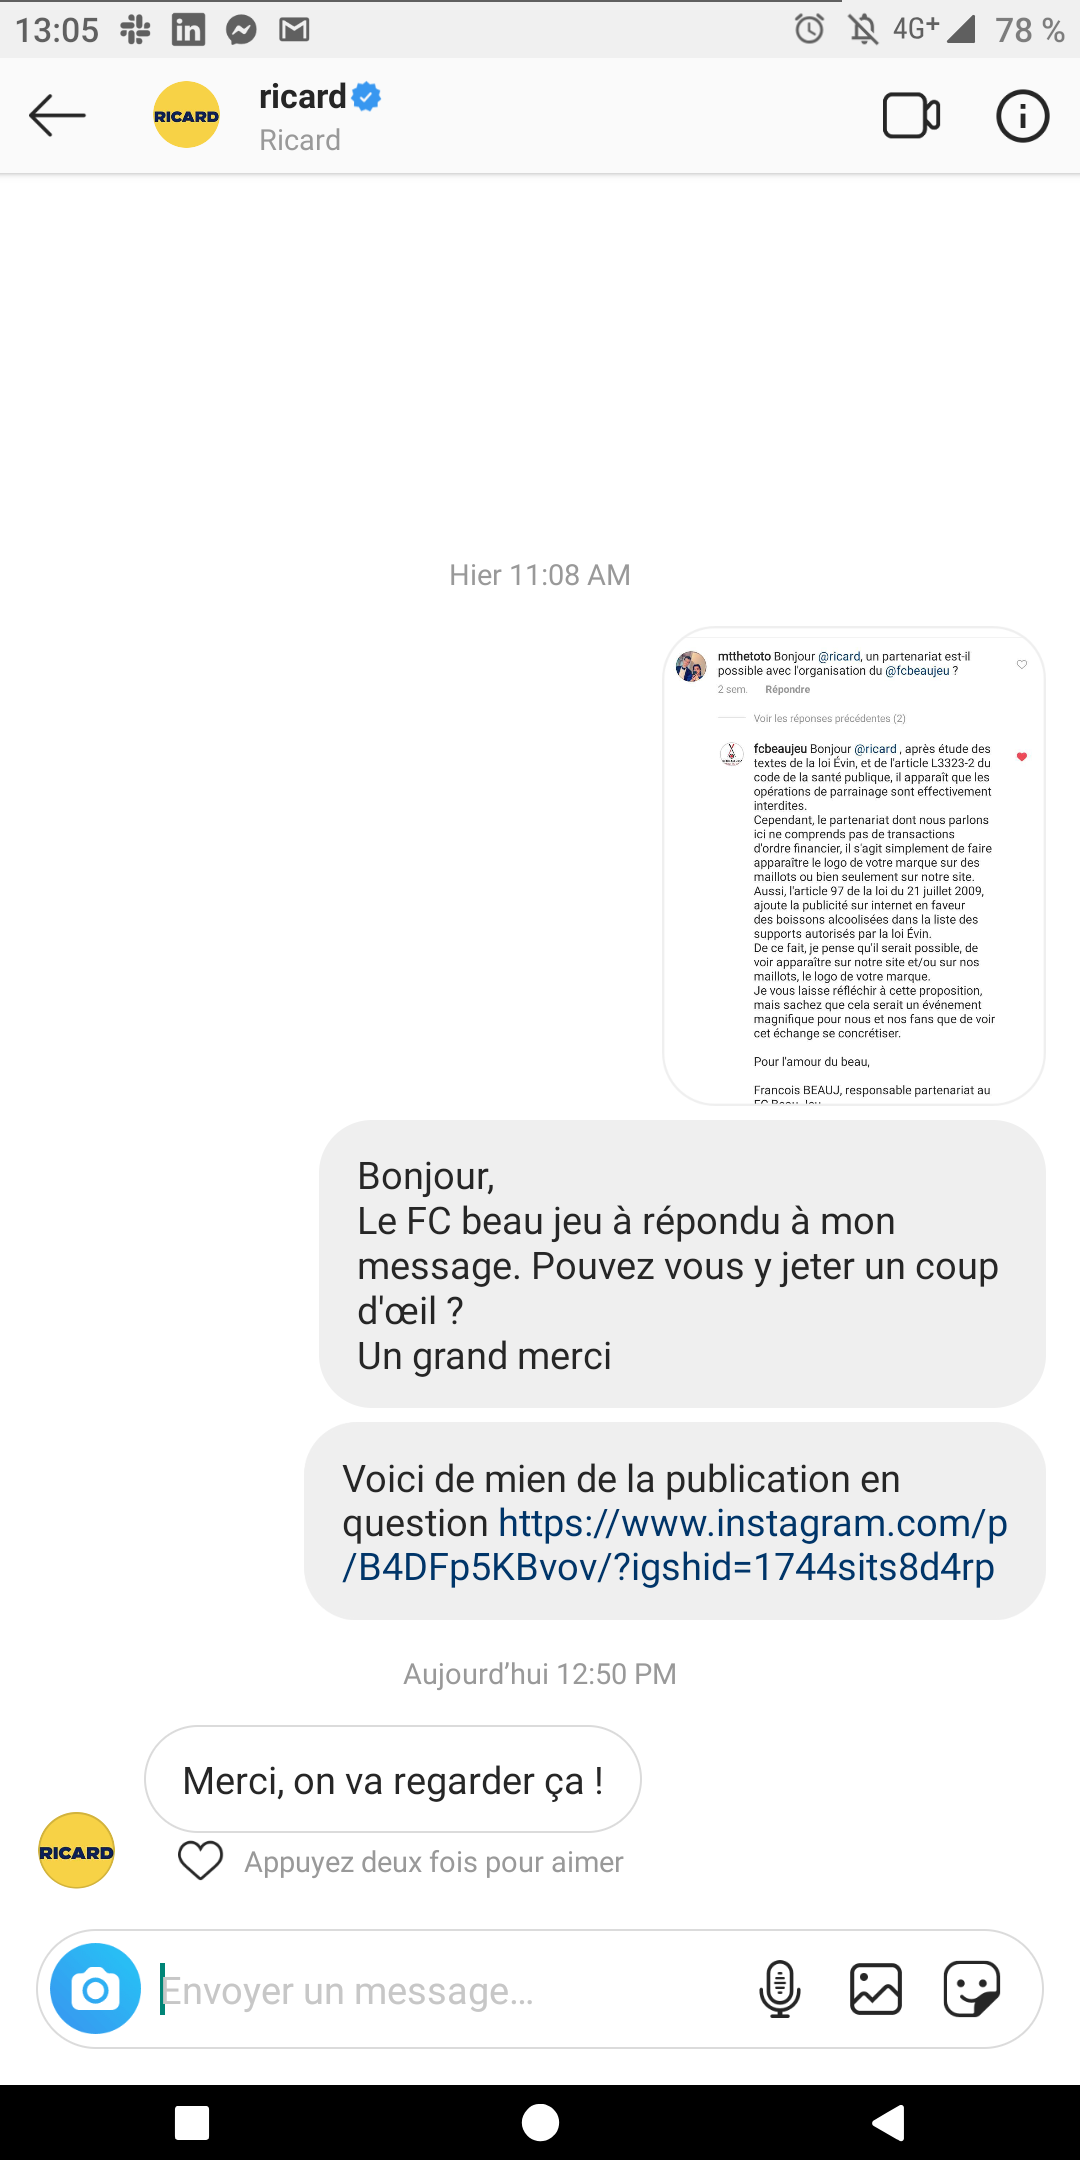 13:05
4G+
78 %
RICARD
ricard
Ricard
Hier 11:08 AM
mtthetoto Bonjour @ricard, un partenariat est-il
possible avec l'organisation du @fcbeaujeu ?
2 sem. Répondre
Voir les réponses précédentes (2)
fcbeaujeu Bonjour @ricard , après étude des
textes de la loi Évin, et de l'article L3323-2 du
code de la santé publique, il apparaît que les
opérations de parrainage sont effectivement
interdites.
Cependant, le partenariat dont nous parlons
ici ne comprends pas de transactions
d'ordre financier, il s'agit simplement de faire
apparaître le logo de votre marque sur des
maillots ou bien seulement sur notre site.
Aussi, l'article 97 de la loi du 21 juillet 2009,
ajoute la publicité sur internet en faveur
des boissons alcoolisées dans la liste des
supports autorisés par la loi Évin.
De ce fait, je pense qu'il serait possible, de
voir apparaître sur notre site et/ou sur nos
maillots, le logo de votre marque.
Je vous laisse réfléchir à cette proposition,
mais sachez que cela serait un événement
magnifique pour nous et nos fans que de voir
cet échange se concrétiser.
Pour l'amour du beau,
Francois BEAUJ, responsable partenariat au
Bonjour,
Le FC beau jeu à répondu à mon
message. Pouvez vous y jeter un coup
d'œil ?
Un grand merci
Voici de mien de la publication en
question https://www.instagram.com/p
/B4DFp5KBvov/?igshid=1744sits8d4rp
Aujourd'hui 12:50 PM
Merci, on va regarder ça !
RICARD
Appuyez deux fois pour aimer
Envoyer un message...